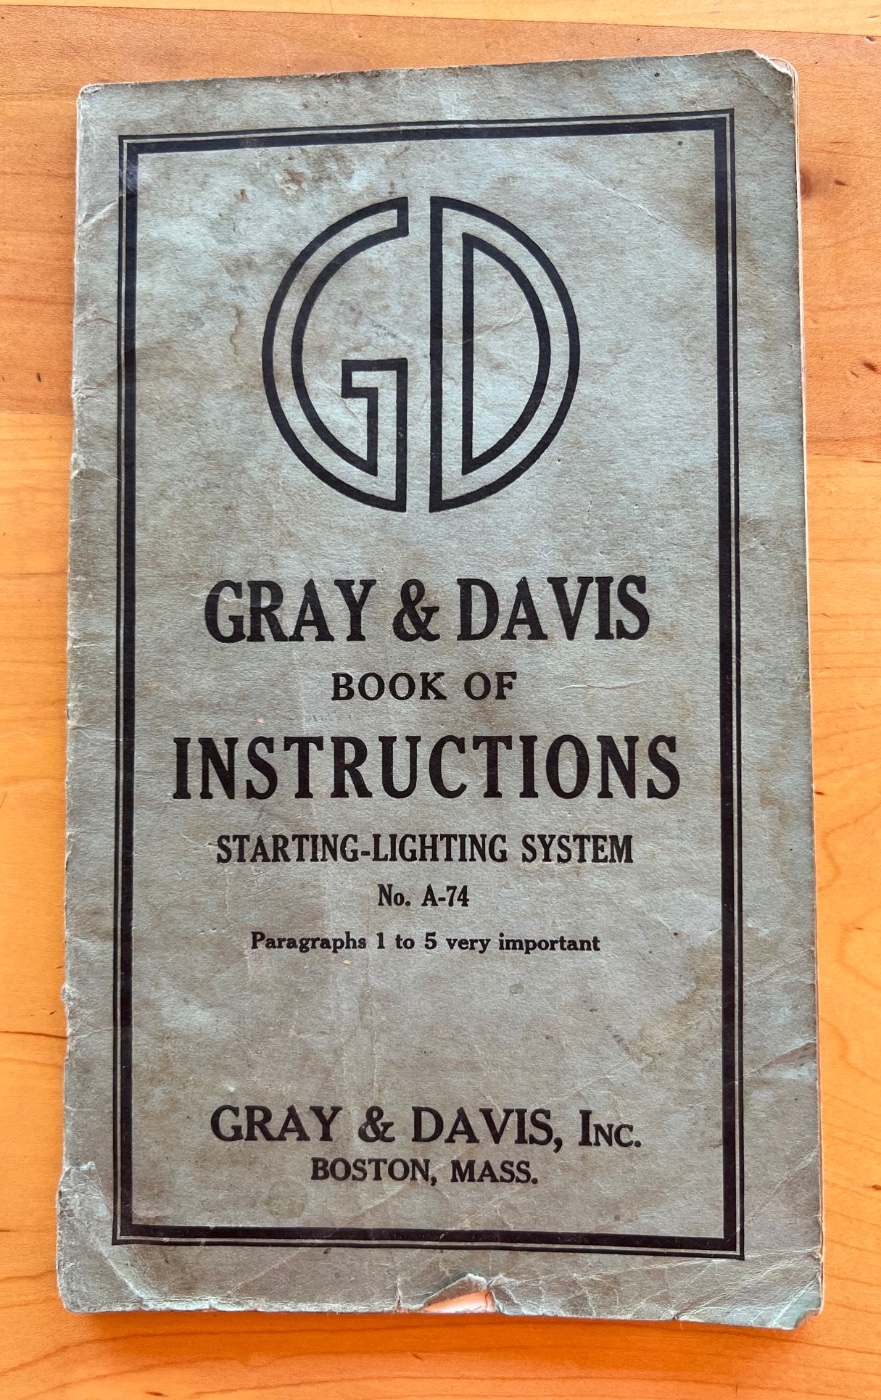 GD
GRAY & DAVIS
BOOK OF
INSTRUCTIONS
STARTING-LIGHTING SYSTEM
No. A-74
Paragraphs 1 to 5 very important
GRAY & DAVIS, INC.
BOSTON, MASS.